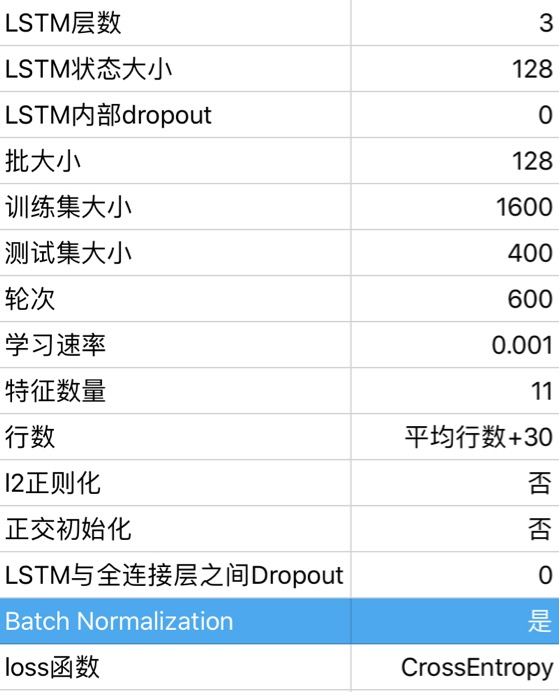 LSTM层数 3
LSTM状态大小 128
LSTM内部dropout 0
批大小 128
训练集大小 1600
测试集大小 400
轮次 600
学习速率 0.001
特征数量 11
行数 平均行数+30
l2正则化 否
正交初始化 否
LSTM与全连接层之间Dropout 0
Batch Normalization 是
loss函数 CrossEntropy